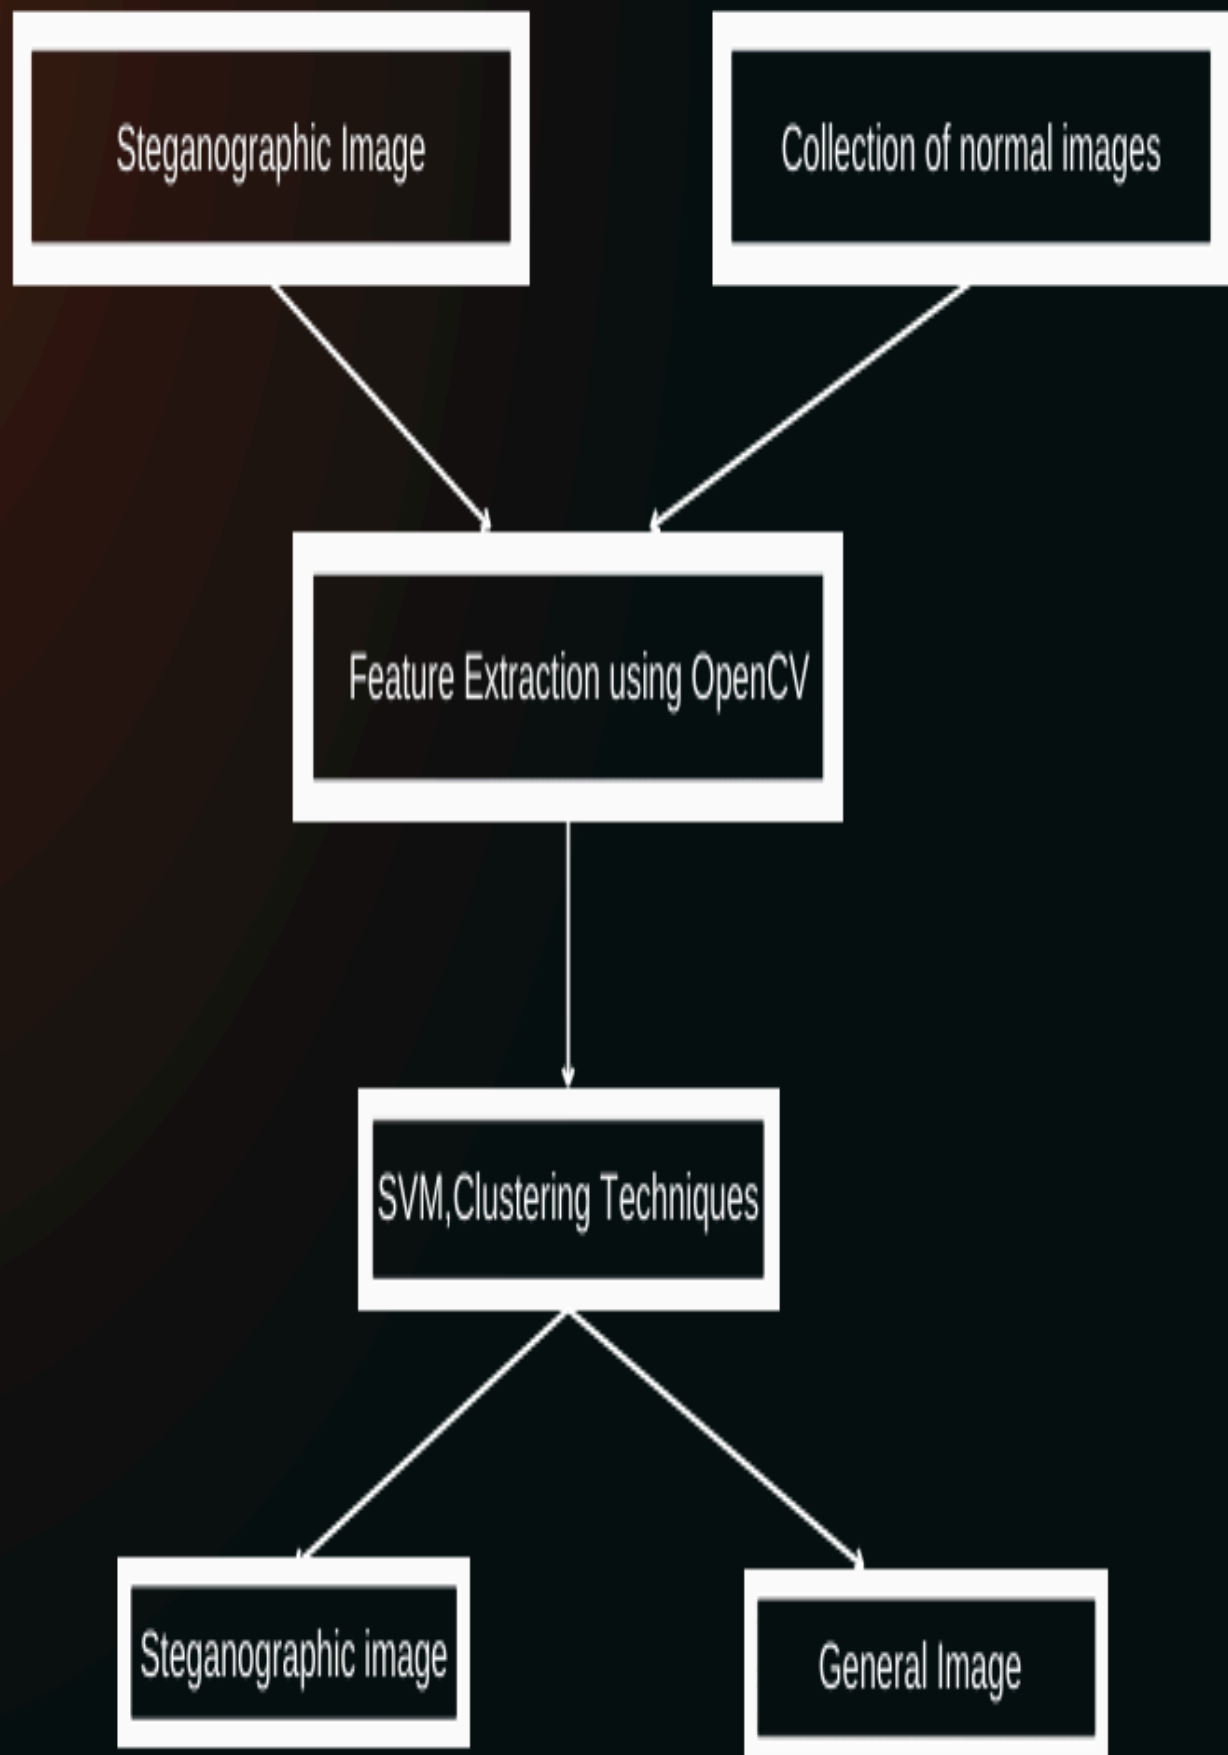 Steganographic Image
Collection of normal images
Feature Extraction using OpenCV
SVM,Clustering Techniques
Steganographic image
General Image